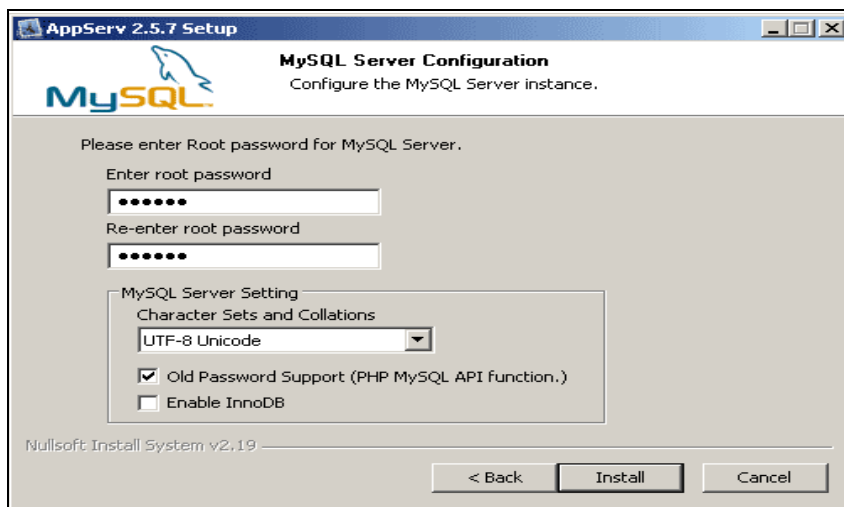 AppServ 2.5.7 Setup
MySQL
MySQL Server Configuration
Configure the MySQL Server instance.
Please enter Root password for MySQL Server.
Enter root password
●●●●●●
Re-enter root password
●●●●●●
MySQL Server Setting
Character Sets and Collations
UTF-8 Unicode
Old Password Support (PHP MySQL API function.)
Enable InnoDB
Nullsoft Install System v2.19
< Back Install Cancel